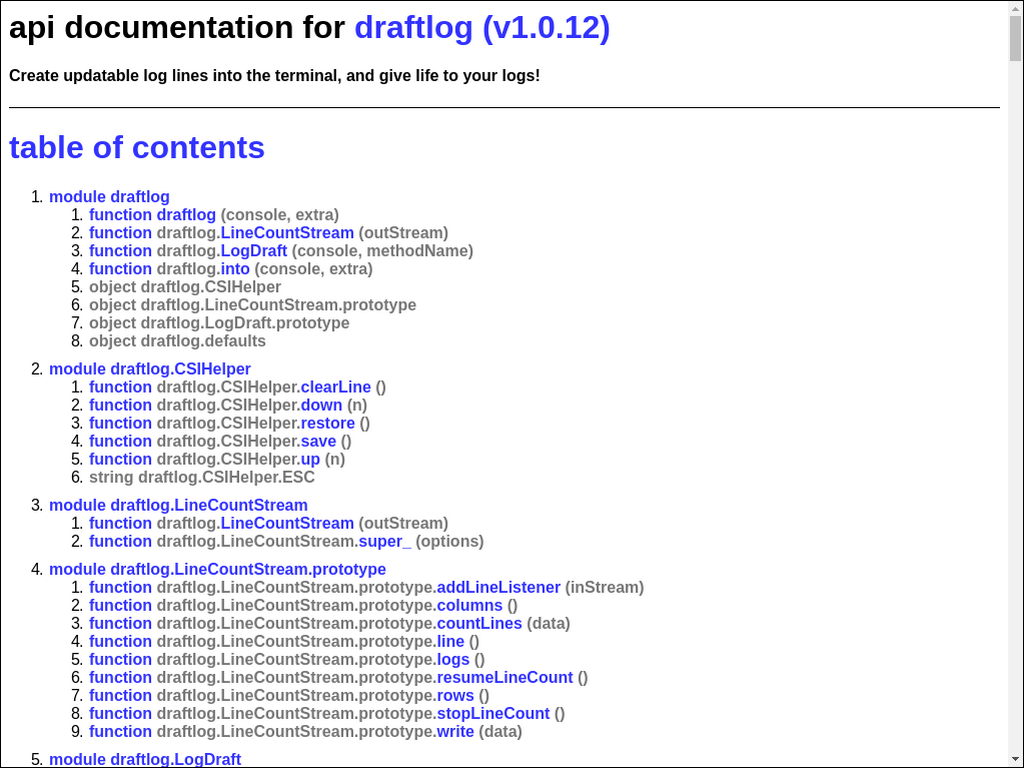 api documentation for draftlog (v1.0.12)
Create updatable log lines into the terminal, and give life to your logs!
table of contents
1. module draftlog
1. function draftlog (console, extra)
2. function draftlog.LineCountStream (outStream)
3. function draftlog.LogDraft (console, methodName)
4. function draftlog.into (console, extra)
5. object draftlog.CSIHelper
6. object draftlog.LineCountStream.prototype
7. object draftlog.LogDraft.prototype
8. object draftlog.defaults
2. module draftlog.CSIHelper
1. function draftlog.CSIHelper.clearLine ()
2. function draftlog.CSIHelper.down (n)
3. function draftlog.CSIHelper.restore ()
4. function draftlog.CSIHelper.save ()
5. function draftlog.CSIHelper.up (n)
6. string draftlog.CSIHelper.ESC
3. module draftlog.LineCountStream
1. function draftlog.LineCountStream (outStream)
2. function draftlog.LineCountStream.super_ (options)
4. module draftlog.LineCountStream.prototype
1. function draftlog.LineCountStream.prototype.addLineListener (inStream)
2. function draftlog.LineCountStream.prototype.columns ()
3. function draftlog.LineCountStream.prototype.countLines (data)
4. function draftlog.LineCountStream.prototype.line ()
5. function draftlog.LineCountStream.prototype.logs ()
6. function draftlog.LineCountStream.prototype.resumeLineCount ()
7. function draftlog.LineCountStream.prototype.rows ()
8. function draftlog.LineCountStream.prototype.stopLineCount ()
9. function draftlog.LineCountStream.prototype.write (data)
5. module draftlog.LogDraft